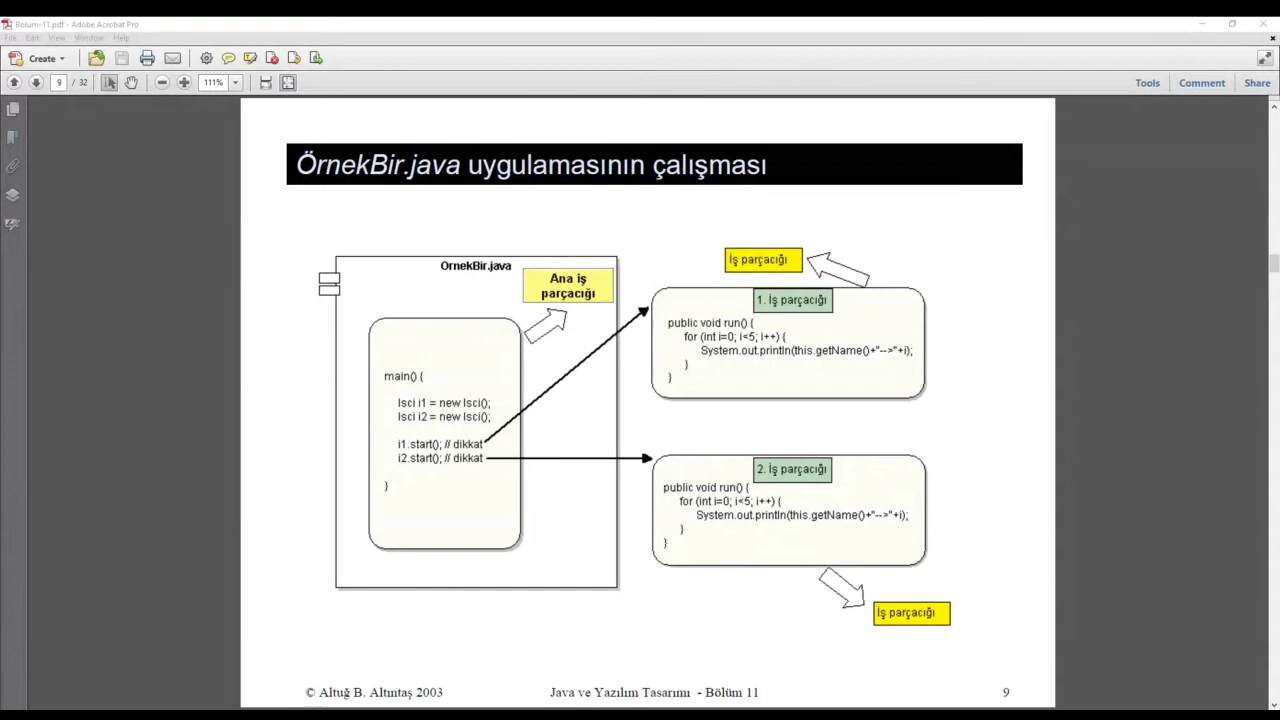 Bolum-11.pdf - Adobe Acrobat Pro
File Edit View Window Help
Create
9 / 32
111%
Tools Comment Share
ÖrnekBir.java uygulamasının çalışması
OrnekBir.java
Ana iş
parçacığı
main() {
Isci i1 = new Isci();
Isci i2 = new Isci();
i1.start(); // dikkat
i2.start(); // dikkat
}
İş parçacığı
1. İş parçacığı
public void run() {
for (int i=0; i<5; i++) {
System.out.println(this.getName()+"-->"+i);
}
}
2. İş parçacığı
public void run() {
for (int i=0; i<5; i++) {
System.out.println(this.getName()+"-->"+i);
}
}
İş parçacığı
© Altuğ B. Altıntaş 2003
Java ve Yazılım Tasarımı - Bölüm 11
9